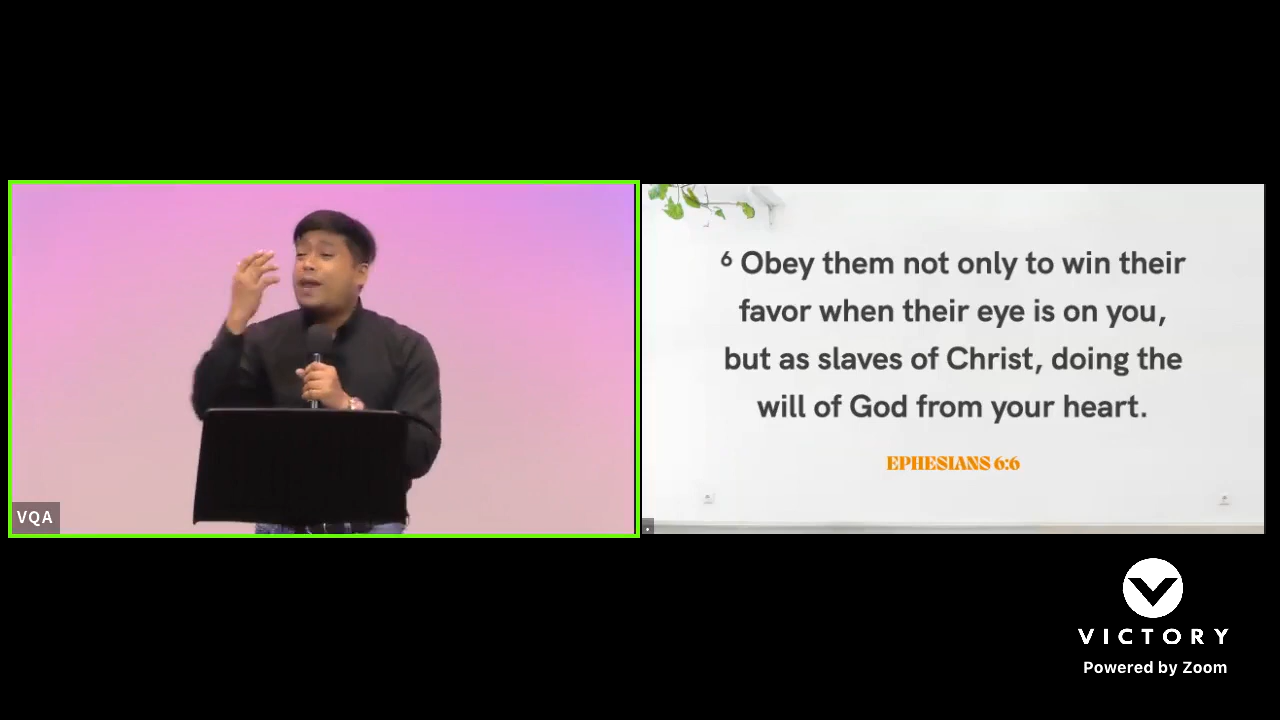 VQA
⁶ Obey them not only to win their
favor when their eye is on you,
but as slaves of Christ, doing the
will of God from your heart.
EPHESIANS 6:6
VICTORY
Powered by Zoom